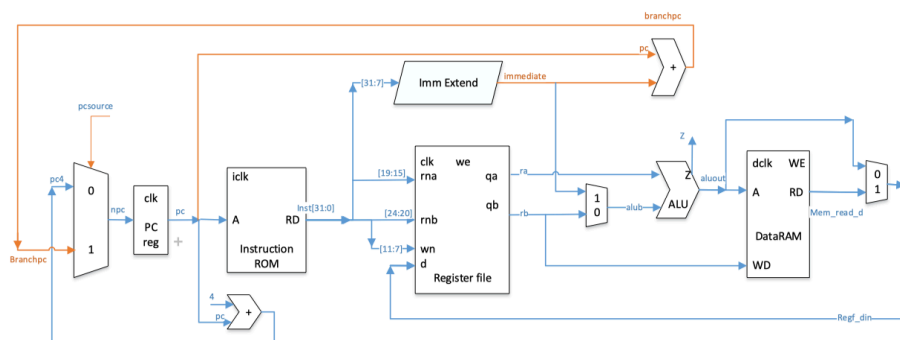 branchpc
pc
+
[31:7]
Imm Extend
immediate
pcsource
pc4
0
1
Branchpc
npc
clk
PC
reg
pc
+
iclk
A
RD
Instruction
ROM
Inst[31:0]
4
pc
+
[19:15]
[24:20]
[11:7]
clk
we
rna
qa
qb
rnb
wn
d
Register file
ra
rb
1
0
alub
Z
Z
ALU
aluout
dclk
WE
A
RD
DataRAM
WD
0
1
Mem_read_d
Regf_din